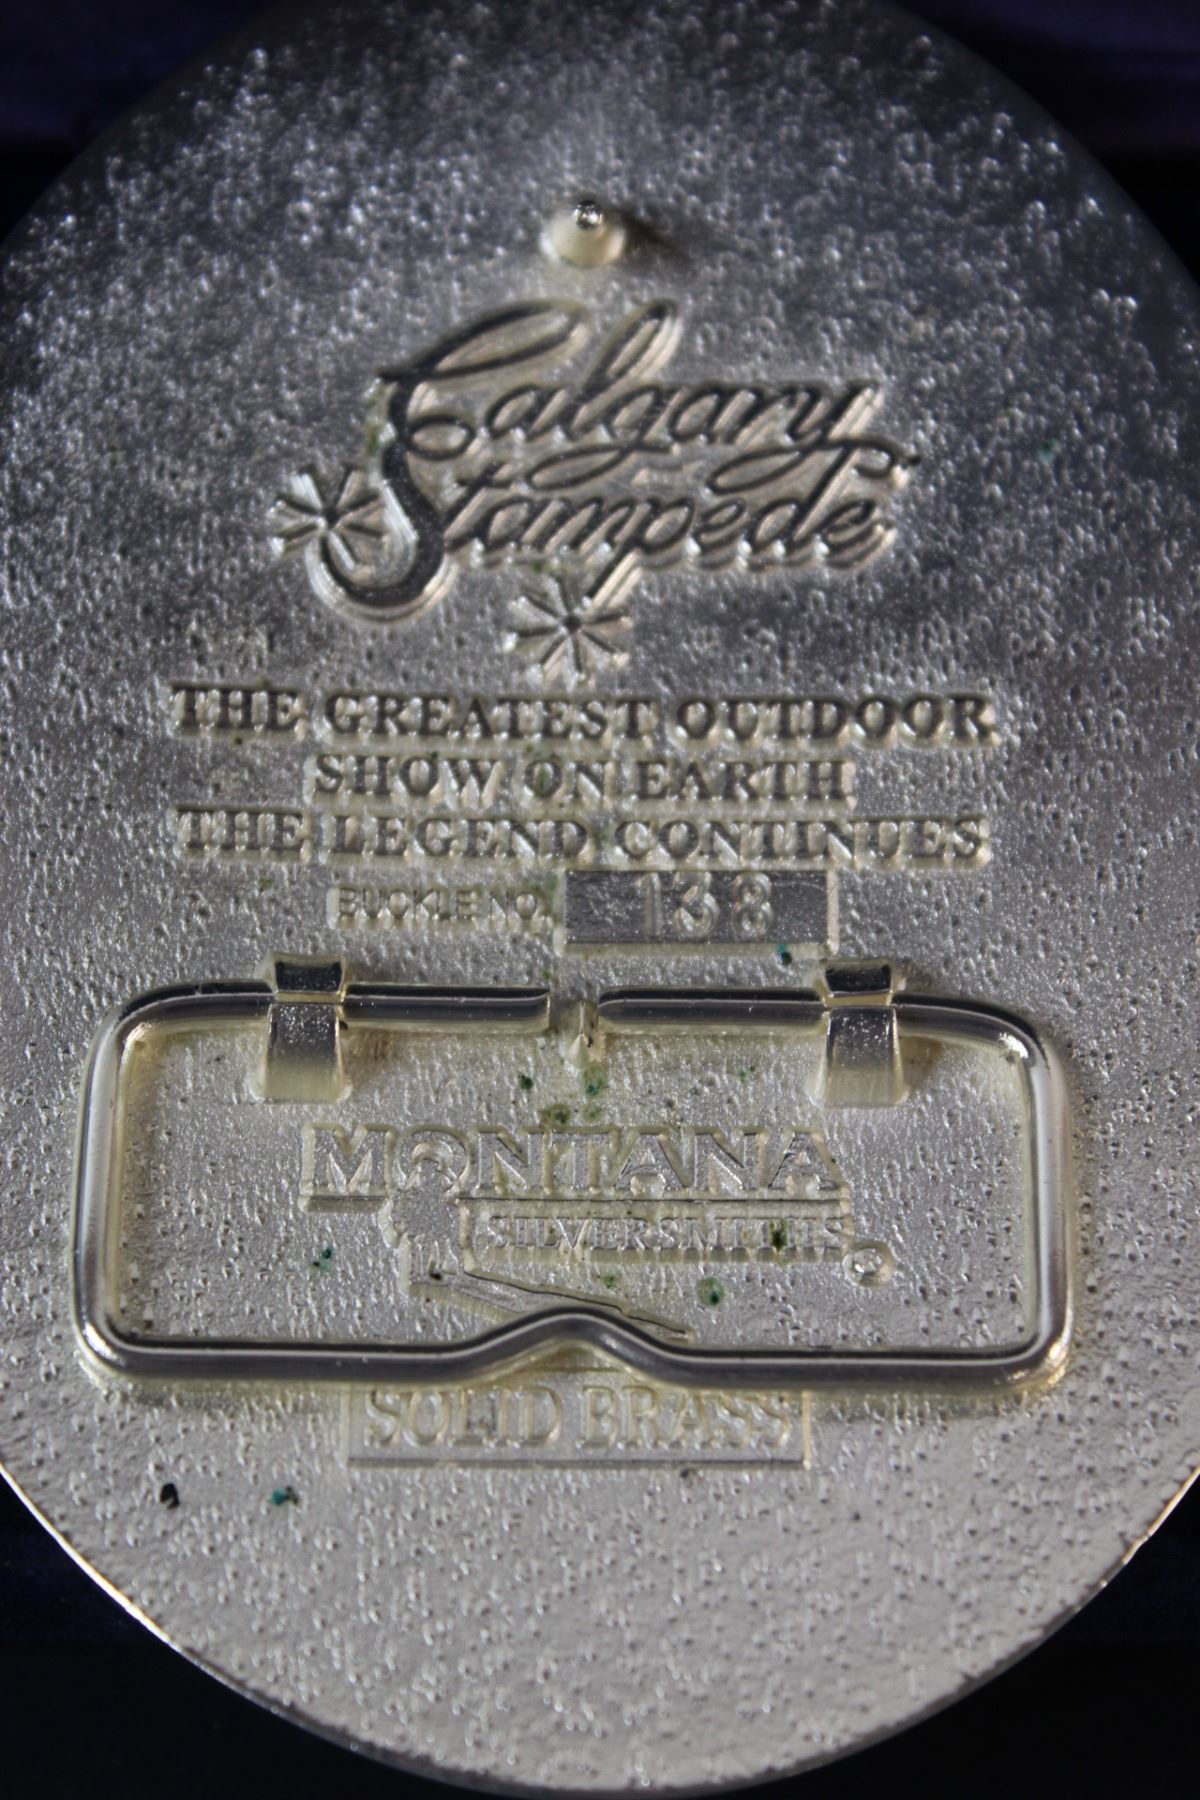 Calgary
Stampede
THE GREATEST OUTDOOR
SHOW ON EARTH
THE LEGEND CONTINUES
BUCKLE NO. 138
MONTANA
SILVERSMITHS ®
SOLID BRASS